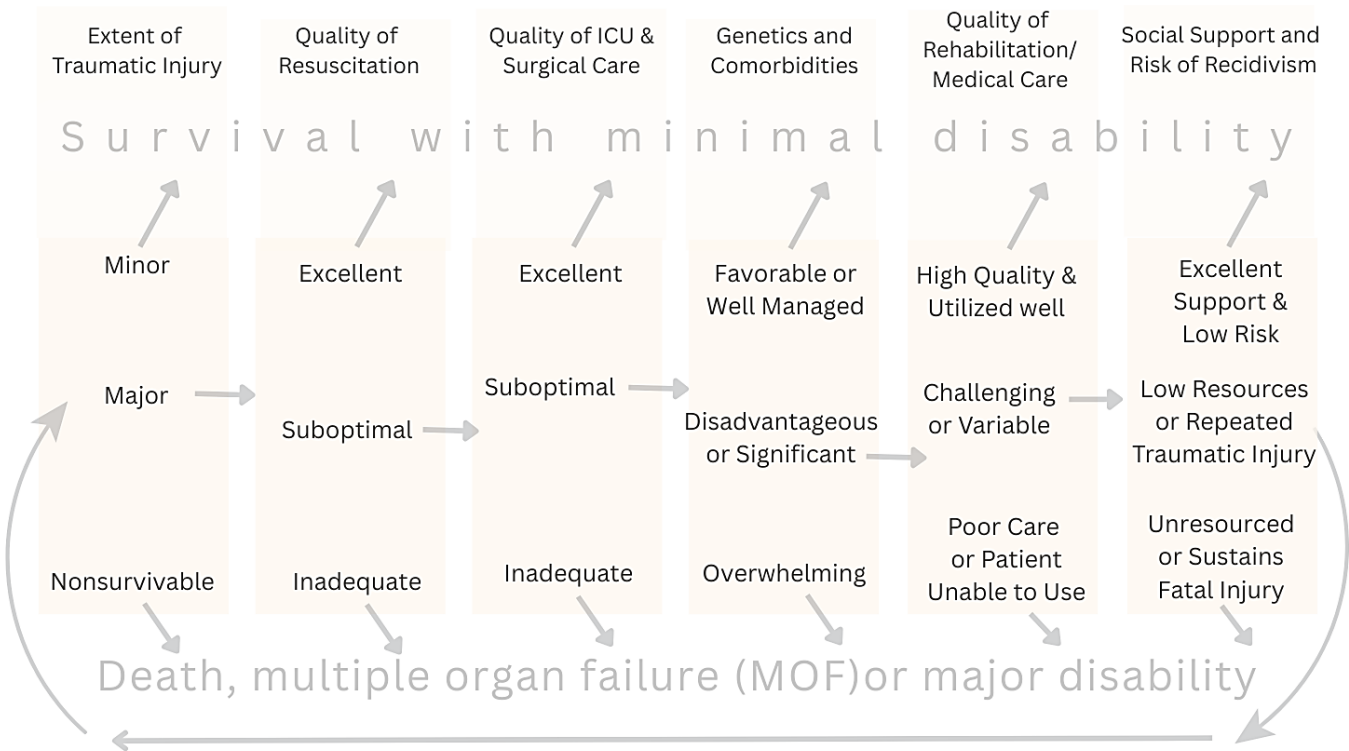 Extent of
Traumatic Injury
Quality of
Resuscitation
Quality of ICU &
Surgical Care
Genetics and
Comorbidities
Quality of
Rehabilitation/
Medical Care
Social Support and
Risk of Recidivism
Survival with minimal disability
Minor
Excellent
Excellent
Favorable or
Well Managed
High Quality &
Utilized well
Excellent
Support &
Low Risk
Major
Suboptimal
Suboptimal
Disadvantageous
or Significant
Challenging
or Variable
Low Resources
or Repeated
Traumatic Injury
Nonsurvivable
Inadequate
Inadequate
Overwhelming
Poor Care
or Patient
Unable to Use
Unresourced
or Sustains
Fatal Injury
Death, multiple organ failure (MOF)or major disability